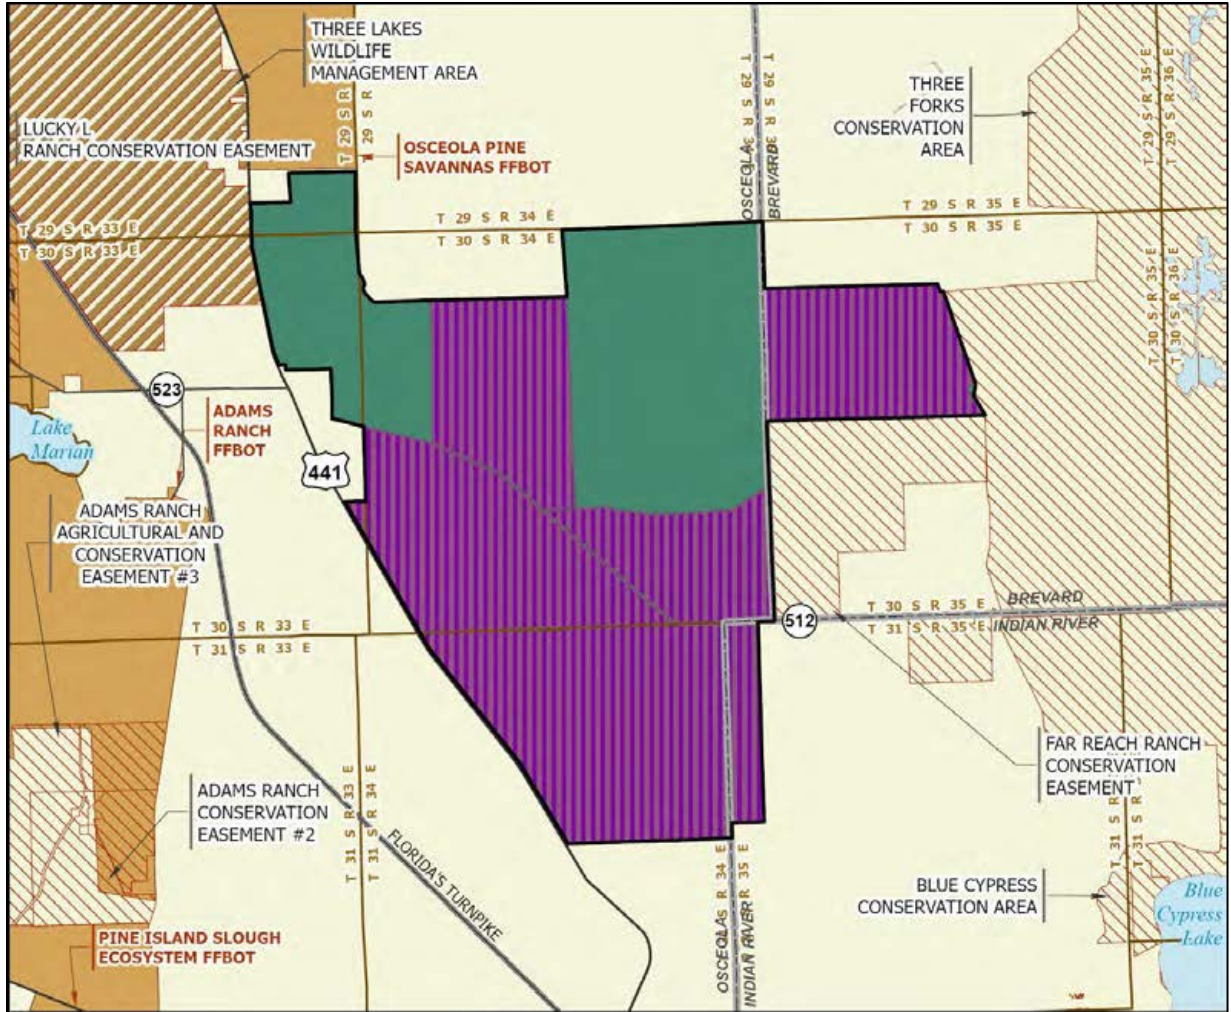 THREE LAKES
WILDLIFE
MANAGEMENT AREA
LUCKY L
RANCH CONSERVATION EASEMENT
OSCEOLA PINE
SAVANNAS FFBOT
THREE
FORKS
CONSERVATION
AREA
T 29 S R
T 29 S R
T 29 S R 3
T 29 S R 3
OSCEOLA
BREVARD
T 29 S R 35 E
T 29 S R 36 E
T 29 S R 33 E
T 30 S R 33 E
T 29 S R 34 E
T 30 S R 34 E
T 29 S R 35 E
T 30 S R 35 E
T 30 S R 35 E
T 30 S R 36 E
523
Lake
Marian
ADAMS
RANCH
FFBOT
441
ADAMS RANCH
AGRICULTURAL AND
CONSERVATION
EASEMENT #3
T 30 S R 33 E
T 31 S R 33 E
512
T 30 S R 35 E
T 31 S R 35 E
BREVARD
INDIAN RIVER
FAR REACH RANCH
CONSERVATION
EASEMENT
ADAMS RANCH
CONSERVATION
EASEMENT #2
T 31 S R 33 E
T 31 S R 34 E
FLORIDA'S TURNPIKE
T 31 S R
T 31 S R
OSCEOLA
S R 34 E
R 35 E
INDIAN RIVER
BLUE CYPRESS
CONSERVATION AREA
Blue
Cypress
Lake
PINE ISLAND SLOUGH
ECOSYSTEM FFBOT